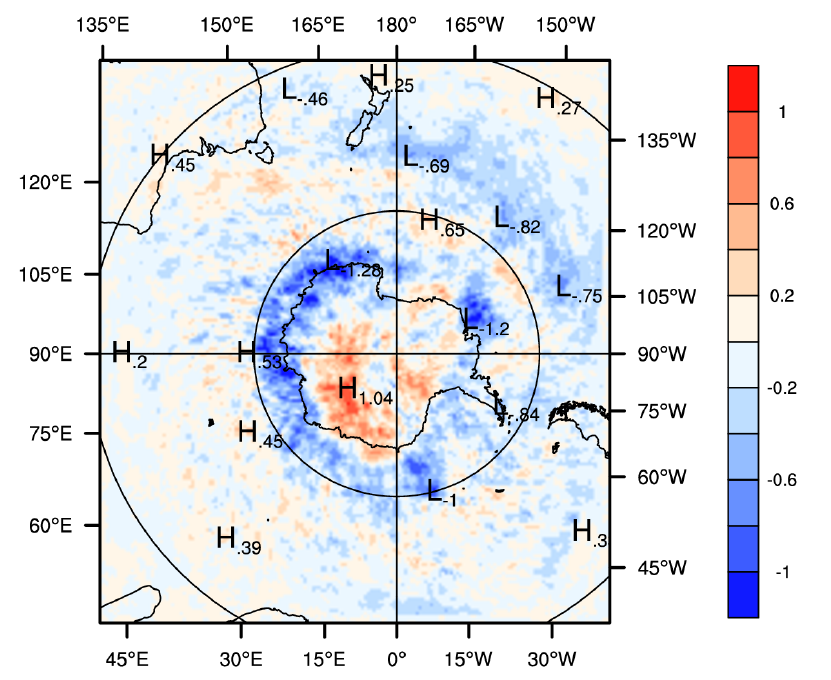 135°E 150°E 165°E 180° 165°W 150°W
H.25
L-.46
H.27
1
135°W
H.45
L-.69
120°E
0.6
H.65
L-.82
120°W
L-1.28
105°E
L-.75
105°W
0.2
L-1.2
90°E
H.2
H.53
90°W
-0.2
H1.04
L-.84
75°W
75°E
H.45
60°W
-0.6
L-1
60°E
H.39
H.3
45°W
-1
45°E 30°E 15°E 0° 15°W 30°W